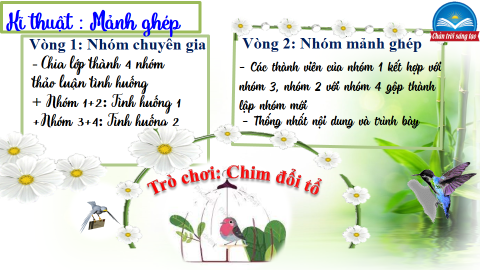 Kĩ thuật : Mảnh ghép
Vòng 1: Nhóm chuyên gia
- Chia lớp thành 4 nhóm
thảo luận tình huống
+ Nhóm 1+2: Tình huống 1
+Nhóm 3+4: Tình huống 2
Vòng 2: Nhóm mảnh ghép
- Các thành viên của nhóm 1 kết hợp với
nhóm 3, nhóm 2 với nhóm 4 gộp thành
lập nhóm mới
- Thống nhất nội dung và trình bày
Chân trời sáng tạo
Trò chơi: Chim đổi tổ